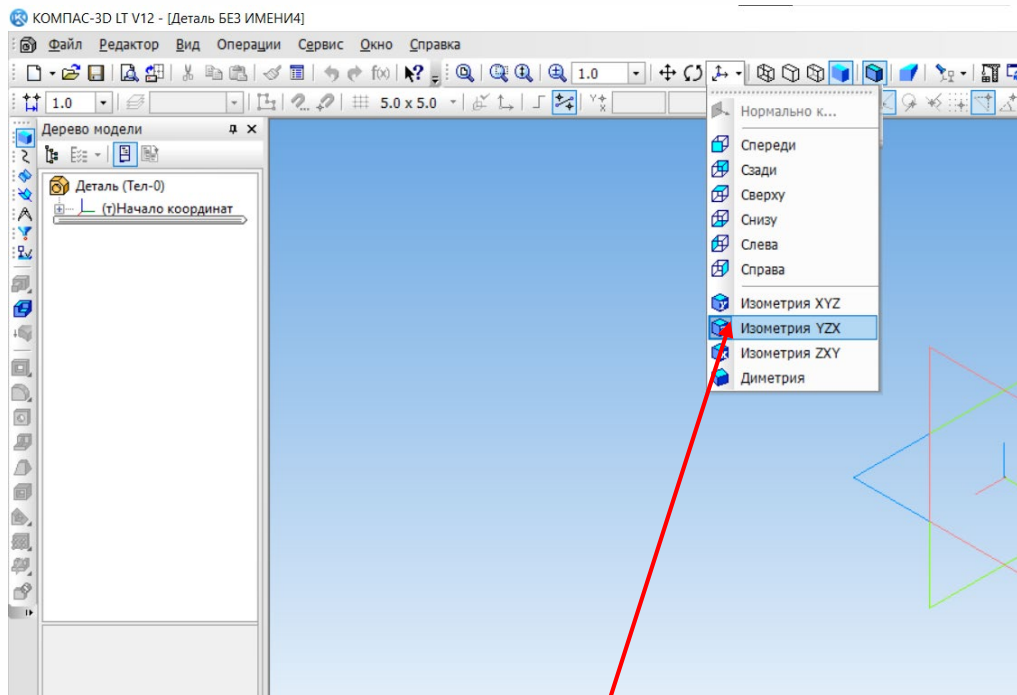 КОМПАС-3D LT V12 - [Деталь БЕЗ ИМЕНИ4]
Файл Редактор Вид Операции Сервис Окно Справка
f(x) 1.0
1.0 5.0 x 5.0
Дерево модели
Деталь (Тел-0)
(т)Начало координат
Нормально к...
Спереди
Сзади
Сверху
Снизу
Слева
Справа
Изометрия XYZ
Изометрия YZX
Изометрия ZXY
Диметрия